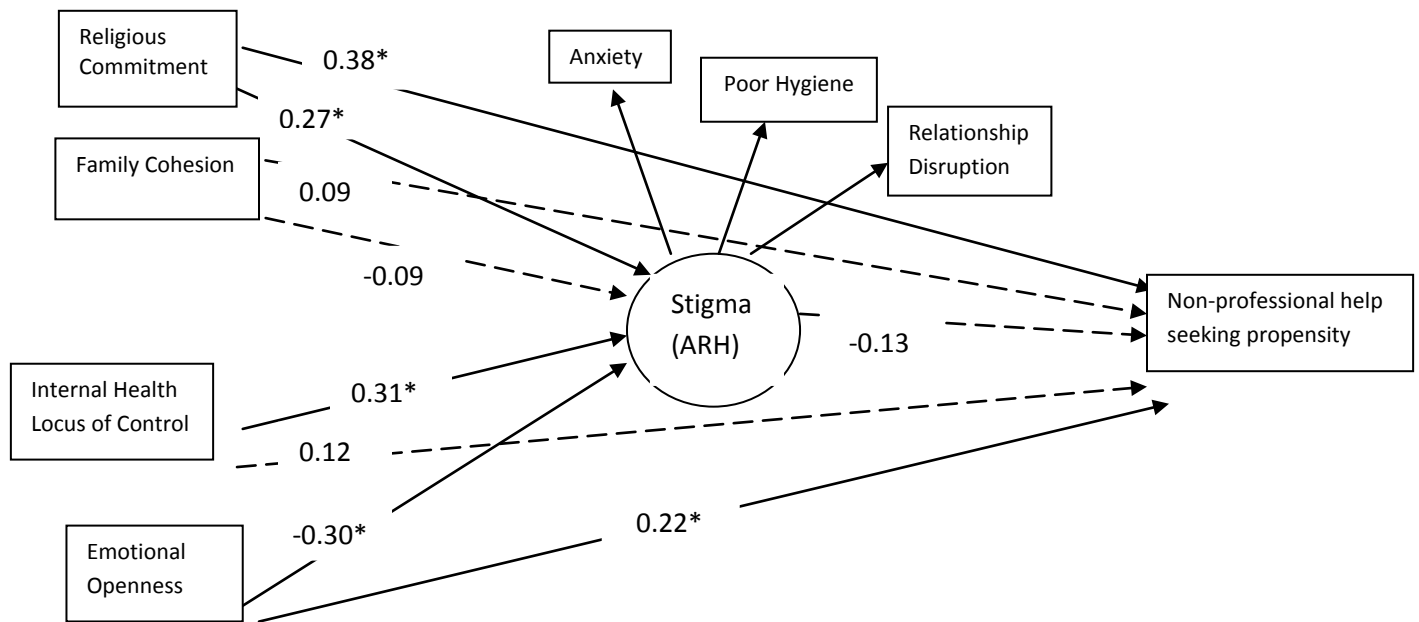 Religious
Commitment
0.38*
Anxiety
Poor Hygiene
0.27*
Relationship
Disruption
Family Cohesion
0.09
-0.09
Stigma
(ARH)
Non-professional help
seeking propensity
-0.13
Internal Health
Locus of Control
0.31*
0.12
-0.30*
0.22*
Emotional
Openness